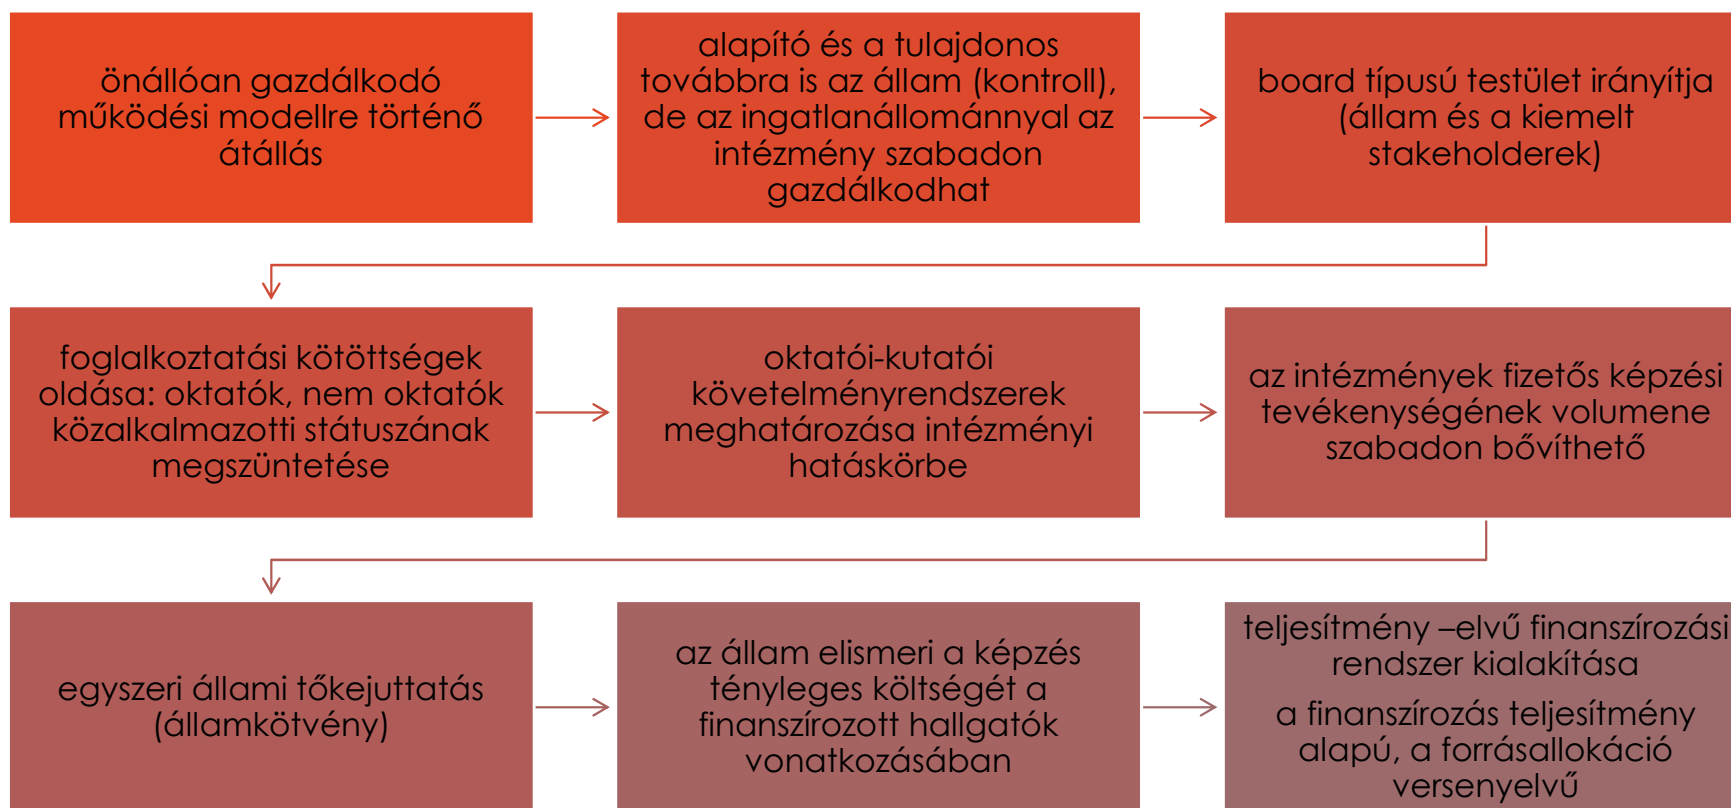 önállóan gazdálkodó
működési modellre történő
átállás
alapító és a tulajdonos
továbbra is az állam (kontroll),
de az ingatlanállománnyal az
intézmény szabadon
gazdálkodhat
board típusú testület irányítja
(állam és a kiemelt
stakeholderek)
foglalkoztatási kötöttségek
oldása: oktatók, nem oktatók
közalkalmazotti státuszának
megszüntetése
oktatói-kutatói
követelményrendszerek
meghatározása intézményi
hatáskörbe
az intézmények fizetős képzési
tevékenységének volumene
szabadon bővíthető
egyszeri állami tőkejuttatás
(államkötvény)
az állam elismeri a képzés
tényleges költségét a
finanszírozott hallgatók
vonatkozásában
teljesítmény –elvű finanszírozási
rendszer kialakítása
a finanszírozás teljesítmény
alapú, a forrásallokáció
versenyelvű